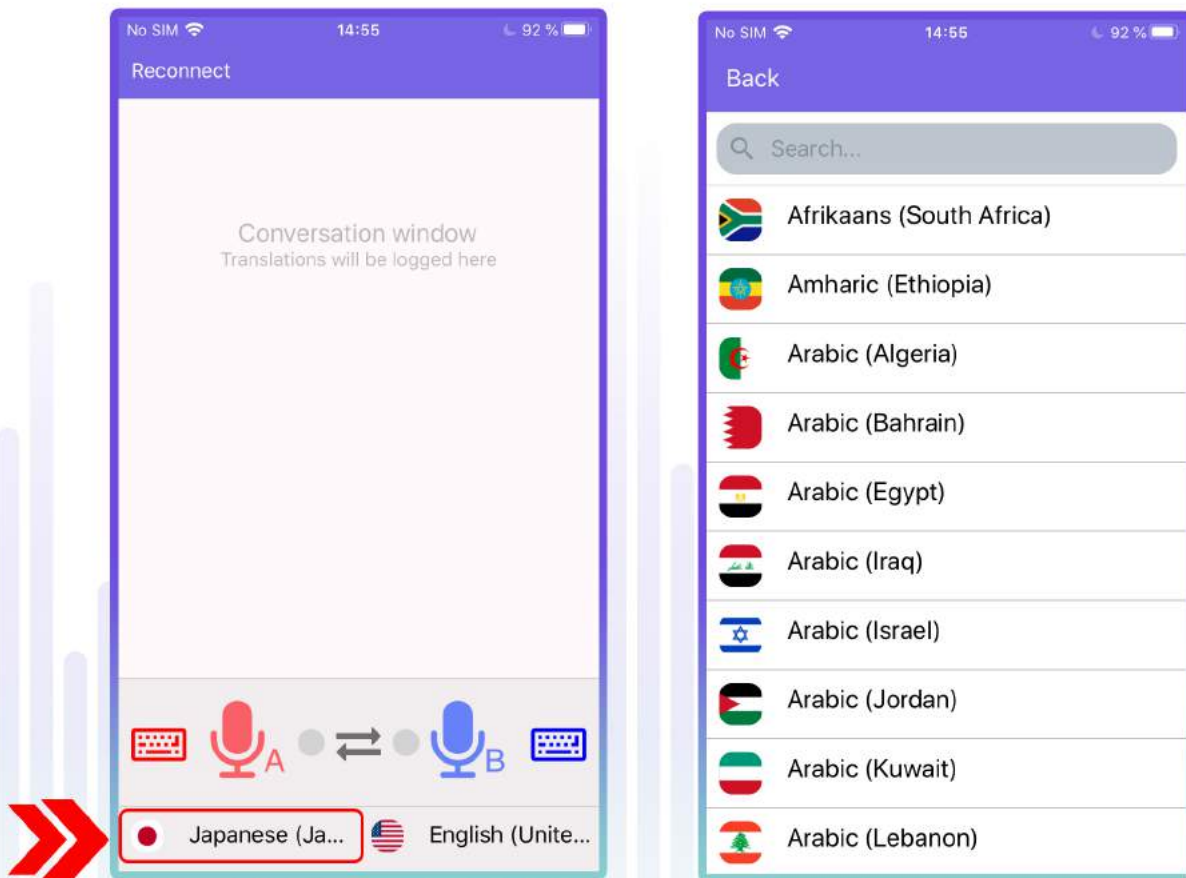 No SIM 14:55 92 %
Reconnect
Conversation window
Translations will be logged here
A B
Japanese (Ja... English (Unite...
No SIM 14:55 92 %
Back
Search...
Afrikaans (South Africa)
Amharic (Ethiopia)
Arabic (Algeria)
Arabic (Bahrain)
Arabic (Egypt)
Arabic (Iraq)
Arabic (Israel)
Arabic (Jordan)
Arabic (Kuwait)
Arabic (Lebanon)